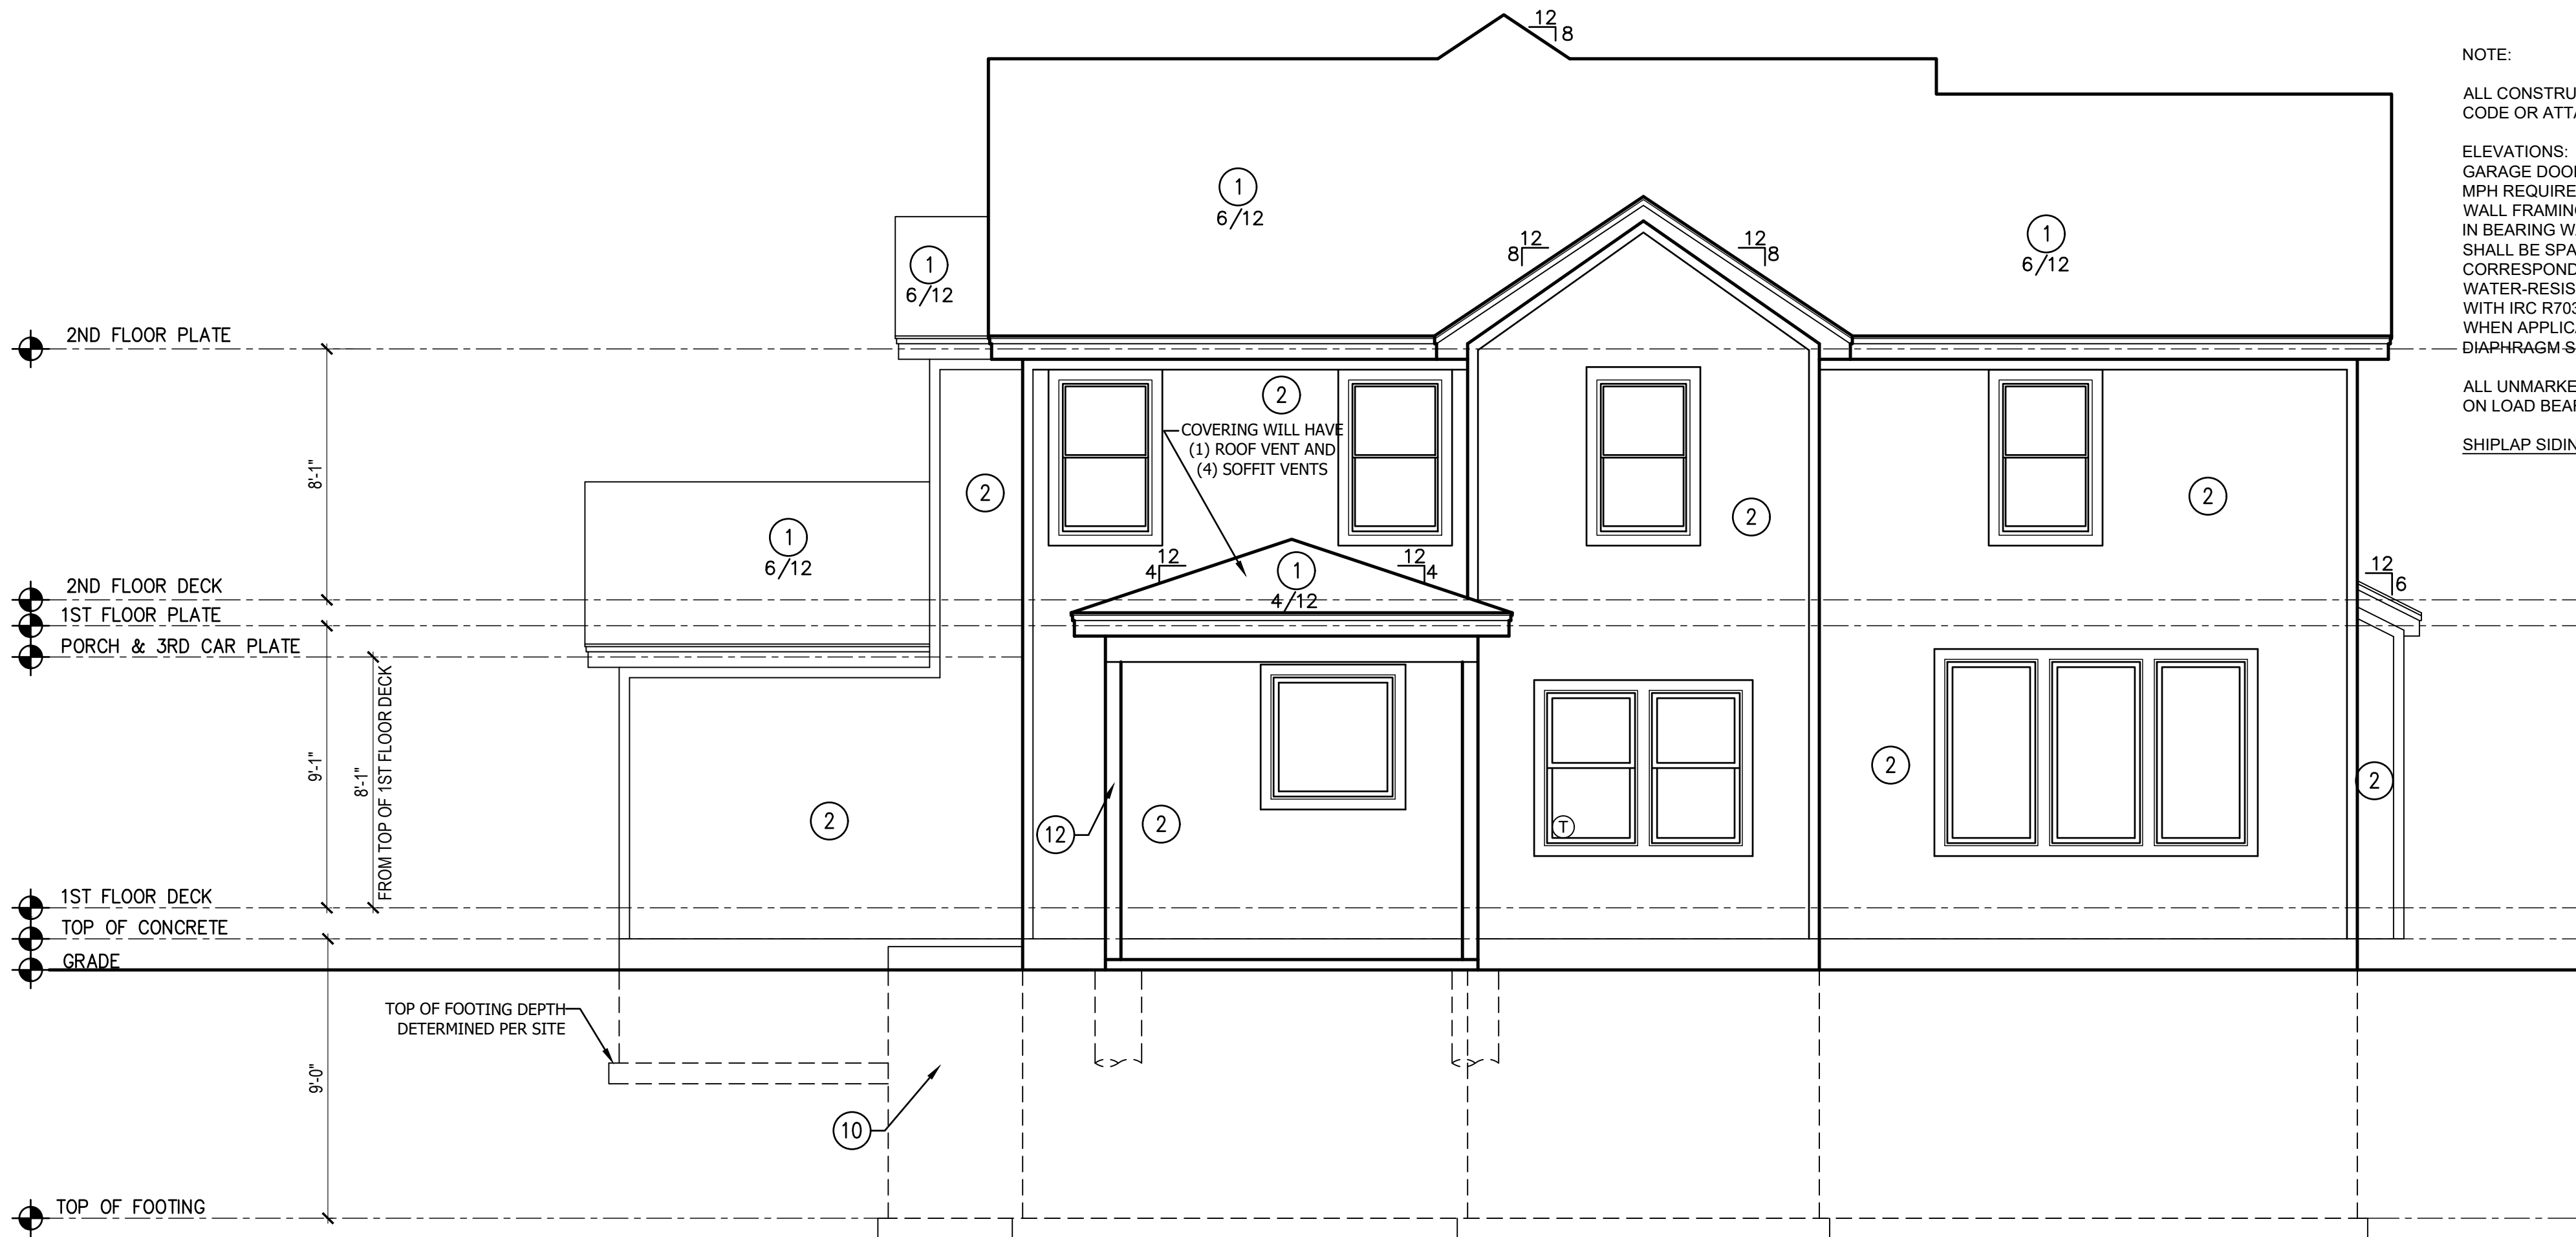 12
8
1
6/12
1
6/12
1
6/12
12
8
12
8
2ND FLOOR PLATE
2
COVERING WILL HAVE
(1) ROOF VENT AND
(4) SOFFIT VENTS
8'-1"
2
2
2
1
6/12
12
4
12
4
1
4/12
12
6
2ND FLOOR DECK
1ST FLOOR PLATE
PORCH & 3RD CAR PLATE
9'-1"
8'-1"
FROM TOP OF 1ST FLOOR DECK
2
12
2
T
2
2
1ST FLOOR DECK
TOP OF CONCRETE
GRADE
TOP OF FOOTING DEPTH
DETERMINED PER SITE
9'-0"
10
TOP OF FOOTING
NOTE:
ALL CONSTRU
CODE OR ATTA
ELEVATIONS:
GARAGE DOO
MPH REQUIRE
WALL FRAMIN
IN BEARING W
SHALL BE SPA
CORRESPOND
WATER-RESIS
WITH IRC R703
WHEN APPLICA
DIAPHRAGM S
ALL UNMARKE
ON LOAD BEA
SHIPLAP SIDIN